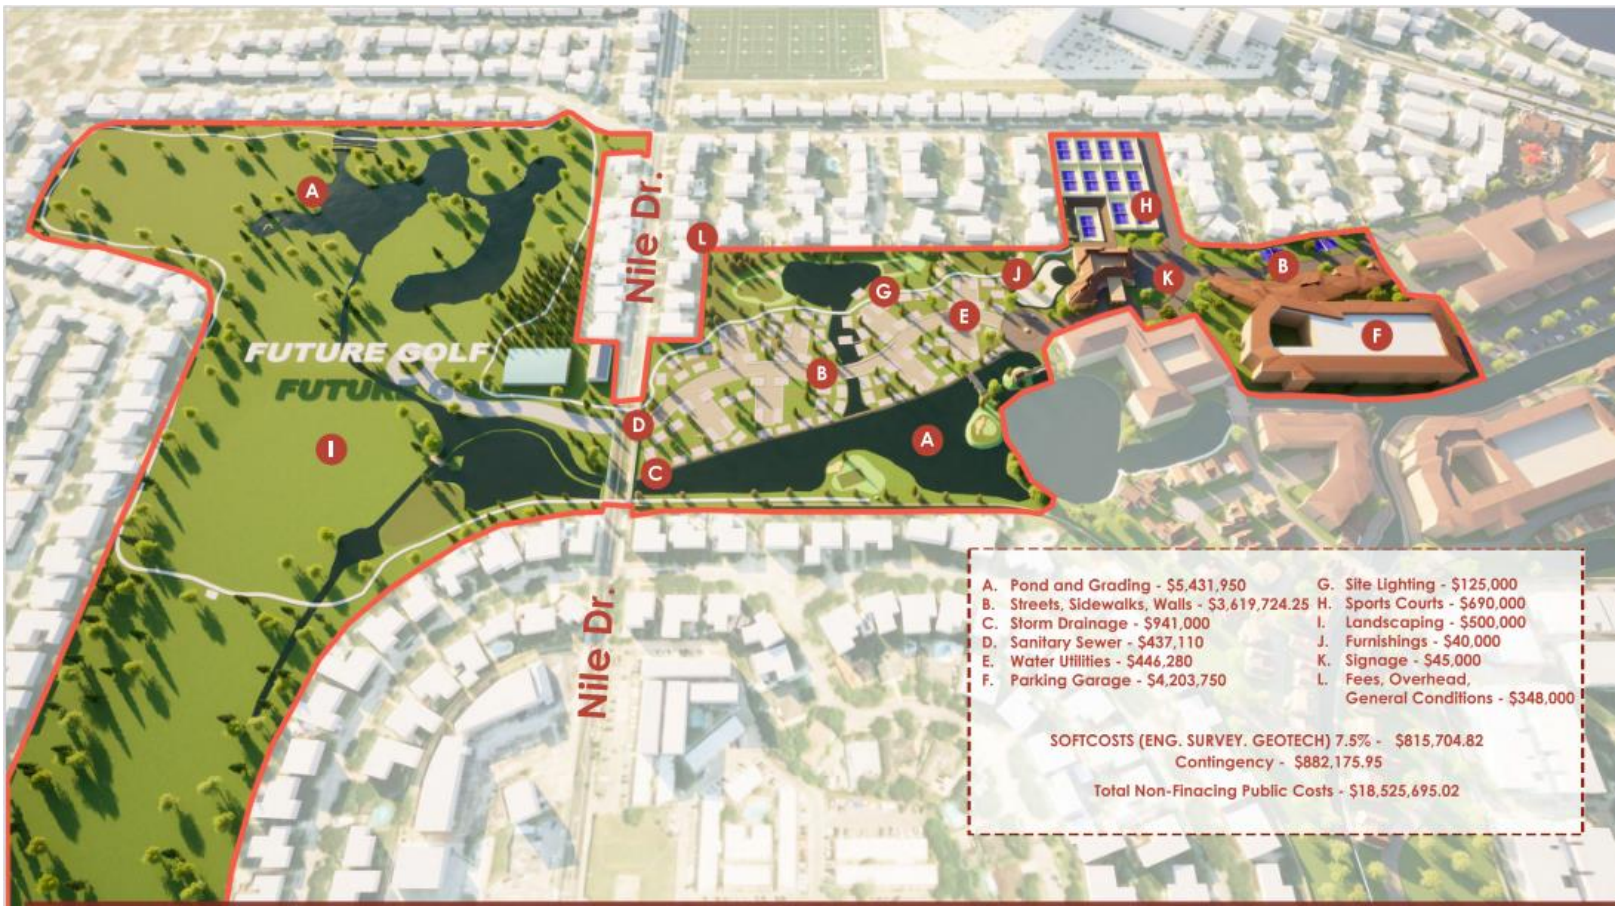 A
Nile Dr.
L
H
B
K
J
G
E
F
FUTURE GOLF
FUTURE G
B
D
A
I
C
Nile Dr.
A. Pond and Grading - $5,431,950
B. Streets, Sidewalks, Walls - $3,619,724.25
C. Storm Drainage - $941,000
D. Sanitary Sewer - $437,110
E. Water Utilities - $446,280
F. Parking Garage - $4,203,750
G. Site Lighting - $125,000
H. Sports Courts - $690,000
I. Landscaping - $500,000
J. Furnishings - $40,000
K. Signage - $45,000
L. Fees, Overhead,
General Conditions - $348,000
SOFTCOSTS (ENG. SURVEY. GEOTECH) 7.5% - $815,704.82
Contingency - $882,175.95
Total Non-Finacing Public Costs - $18,525,695.02